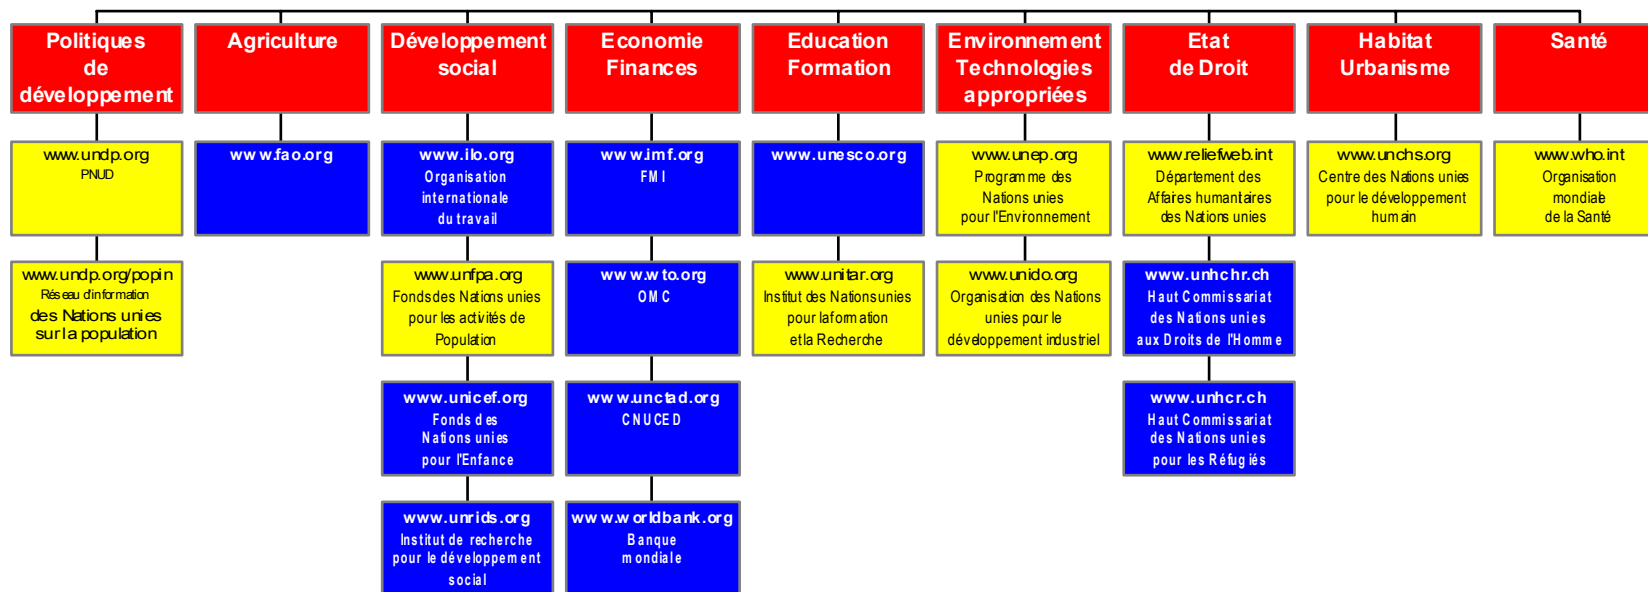 Politiques
de
développement
Agriculture
Développement
social
Economie
Finances
Education
Formation
Environnement
Technologies
appropriées
Etat
de Droit
Habitat
Urbanisme
Santé
www.undp.org
PNUD
www.fao.org
www.ilo.org
Organisation
internationale
du travail
www.imf.org
FMI
www.unesco.org
www.unep.org
Programme des
Nations unies
pour l'Environnement
www.reliefweb.int
Département des
Affaires humanitaires
des Nations unies
www.unchs.org
Centre des Nations unies
pour le développement
humain
www.who.int
Organisation
mondiale
de la Santé
www.undp.org/popin
Réseau d'information
des Nations unies
sur la population
www.unfpa.org
Fonds des Nations unies
pour les activités de
Population
www.wto.org
OMC
www.unitar.org
Institut des Nations unies
pour la formation
et la Recherche
www.unido.org
Organisation des Nations
unies pour le
développement industriel
www.unhchr.ch
Haut Commissariat
des Nations unies
aux Droits de l'Homme
www.unicef.org
Fonds des
Nations unies
pour l'Enfance
www.unctad.org
CNUCED
www.unhcr.ch
Haut Commissariat
des Nations unies
pour les Réfugiés
www.unrids.org
Institut de recherche
pour le développement
social
www.worldbank.org
Banque
mondiale